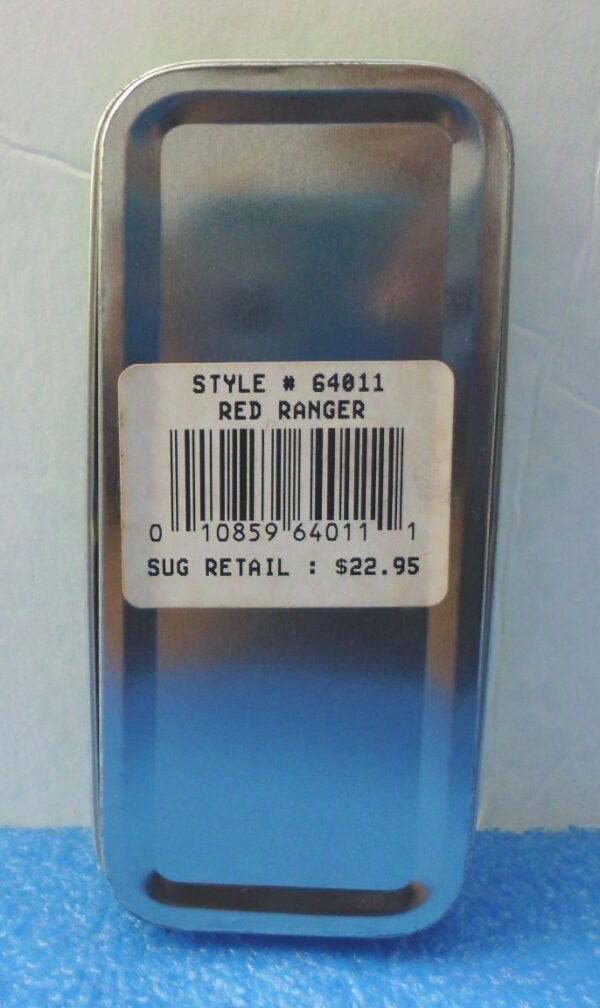 STYLE # 64011
RED RANGER
0 10859 64011 1
SUG RETAIL : $22.95